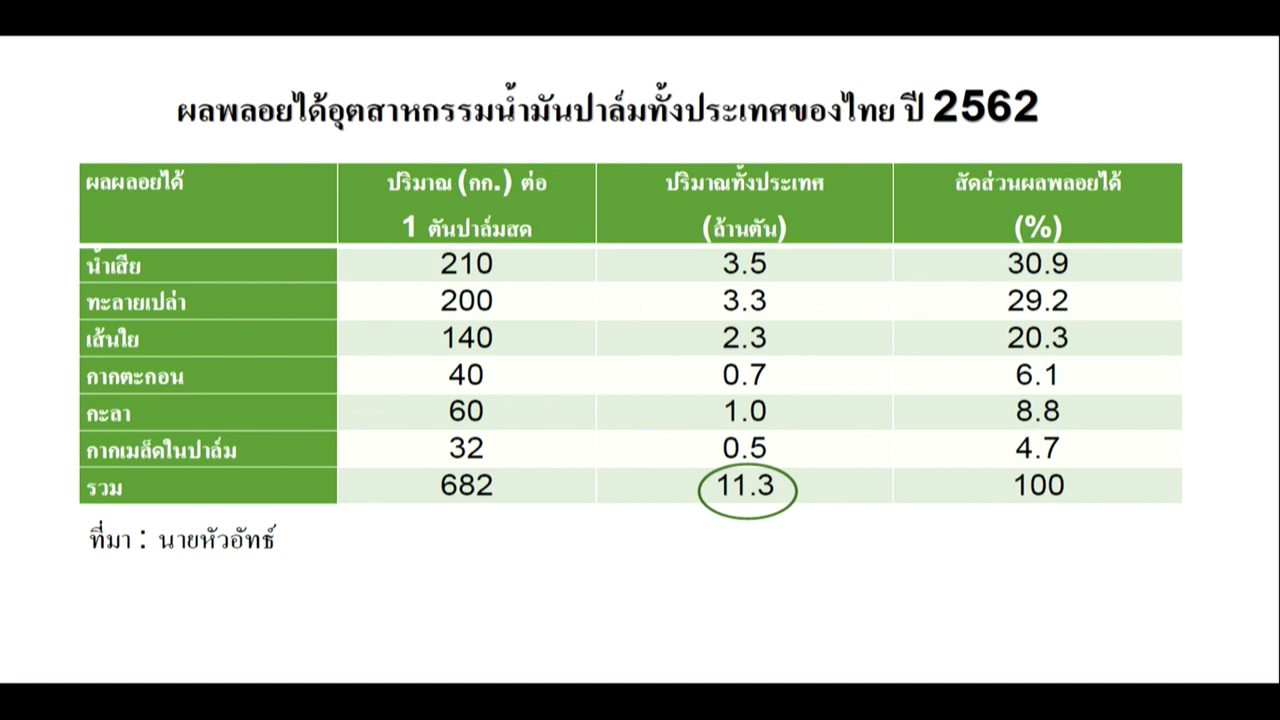 ผลพลอยได้อุตสาหกรรมน้ำมันปาล์มทั้งประเทศของไทย ปี 2562
ผลผลอยได้ ปริมาณ (กก.) ต่อ 1 ตันปาล์มสด ปริมาณทั้งประเทศ (ล้านตัน) สัดส่วนผลพลอยได้ (%)
น้ำเสีย 210 3.5 30.9
ทะลายเปล่า 200 3.3 29.2
เส้นใย 140 2.3 20.3
กากตะกอน 40 0.7 6.1
กะลา 60 1.0 8.8
กากเมล็ดในปาล์ม 32 0.5 4.7
รวม 682 11.3 100
ที่มา : นายหัวอัทธ์